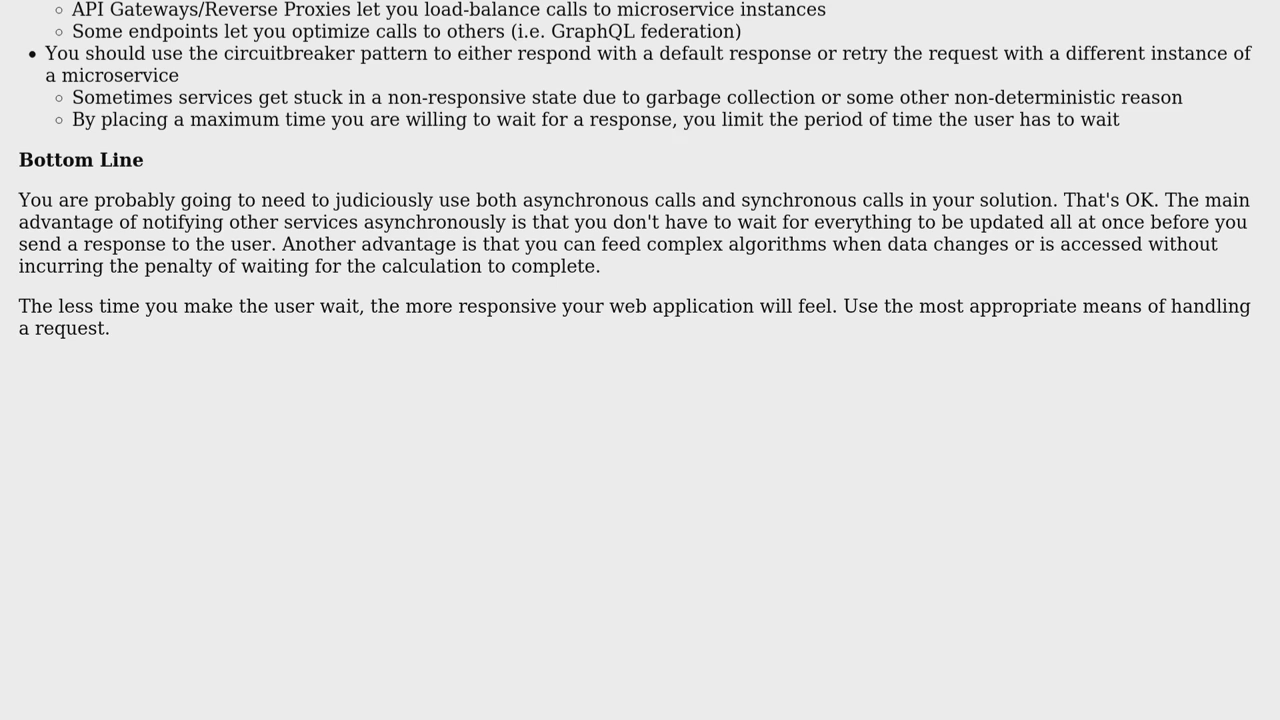 ◦ API Gateways/Reverse Proxies let you load-balance calls to microservice instances
◦ Some endpoints let you optimize calls to others (i.e. GraphQL federation)
• You should use the circuitbreaker pattern to either respond with a default response or retry the request with a different instance of
a microservice
◦ Sometimes services get stuck in a non-responsive state due to garbage collection or some other non-deterministic reason
◦ By placing a maximum time you are willing to wait for a response, you limit the period of time the user has to wait
Bottom Line
You are probably going to need to judiciously use both asynchronous calls and synchronous calls in your solution. That's OK. The main
advantage of notifying other services asynchronously is that you don't have to wait for everything to be updated all at once before you
send a response to the user. Another advantage is that you can feed complex algorithms when data changes or is accessed without
incurring the penalty of waiting for the calculation to complete.
The less time you make the user wait, the more responsive your web application will feel. Use the most appropriate means of handling
a request.